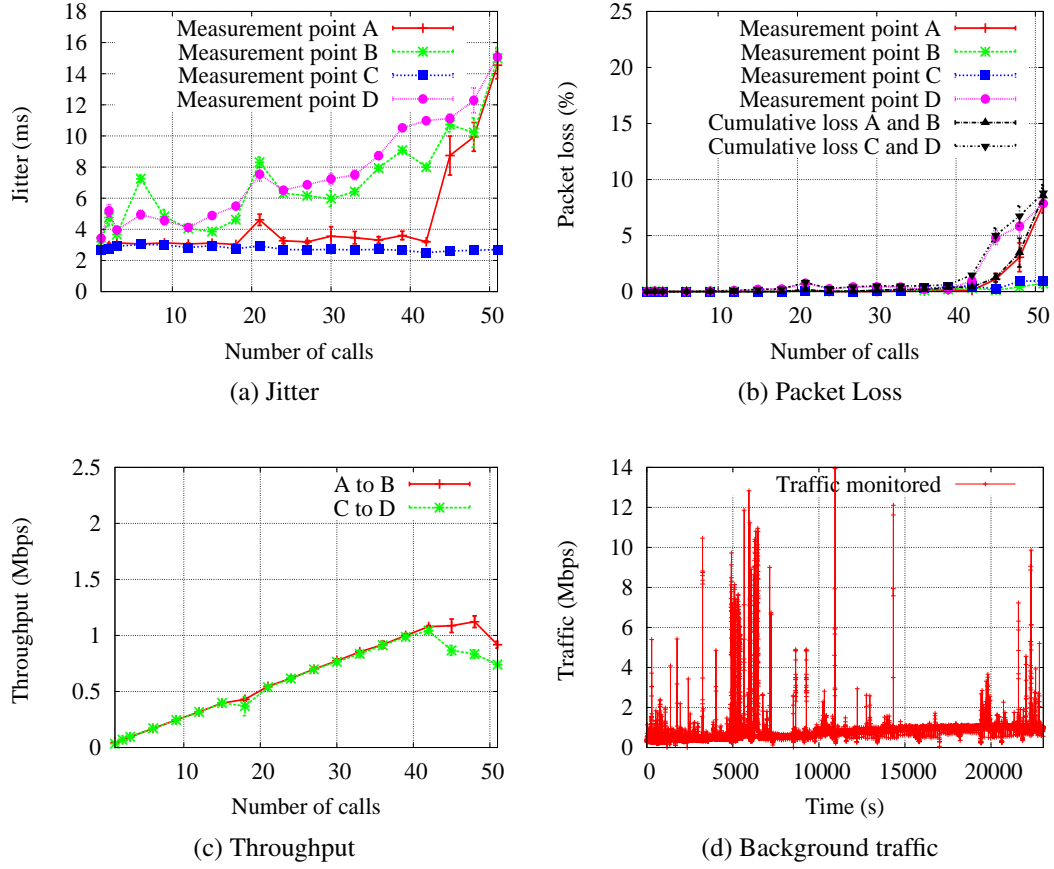 18
16
14
12
10
8
6
4
2
0
Jitter (ms)
10 20 30 40 50
Number of calls
Measurement point A
Measurement point B
Measurement point C
Measurement point D
(a) Jitter
25
20
15
10
5
0
Packet loss (%)
10 20 30 40 50
Number of calls
Measurement point A
Measurement point B
Measurement point C
Measurement point D
Cumulative loss A and B
Cumulative loss C and D
(b) Packet Loss
2.5
2
1.5
1
0.5
0
Throughput (Mbps)
10 20 30 40 50
Number of calls
A to B
C to D
(c) Throughput
14
12
10
8
6
4
2
0
Traffic (Mbps)
0 5000 10000 15000 20000
Time (s)
Traffic monitored
(d) Background traffic